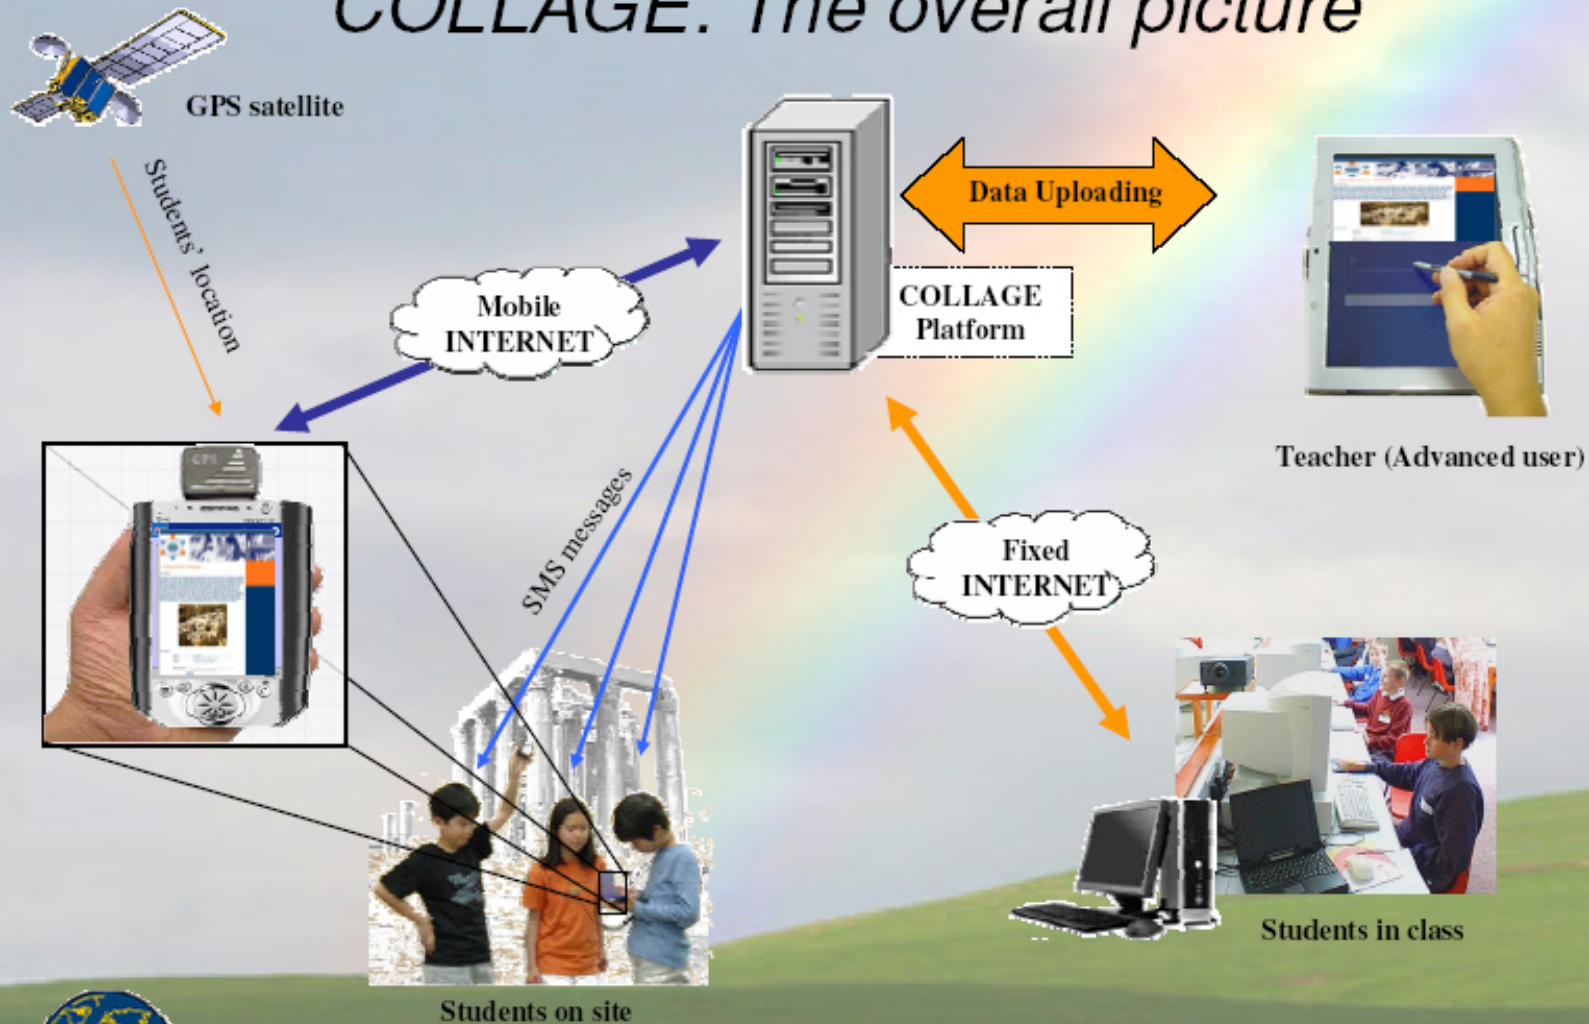 COLLAGE. The overall picture
GPS satellite
Students' location
Mobile
INTERNET
Data Uploading
COLLAGE
Platform
Teacher (Advanced user)
GPS
SMS messages
Fixed
INTERNET
Students in class
Students on site